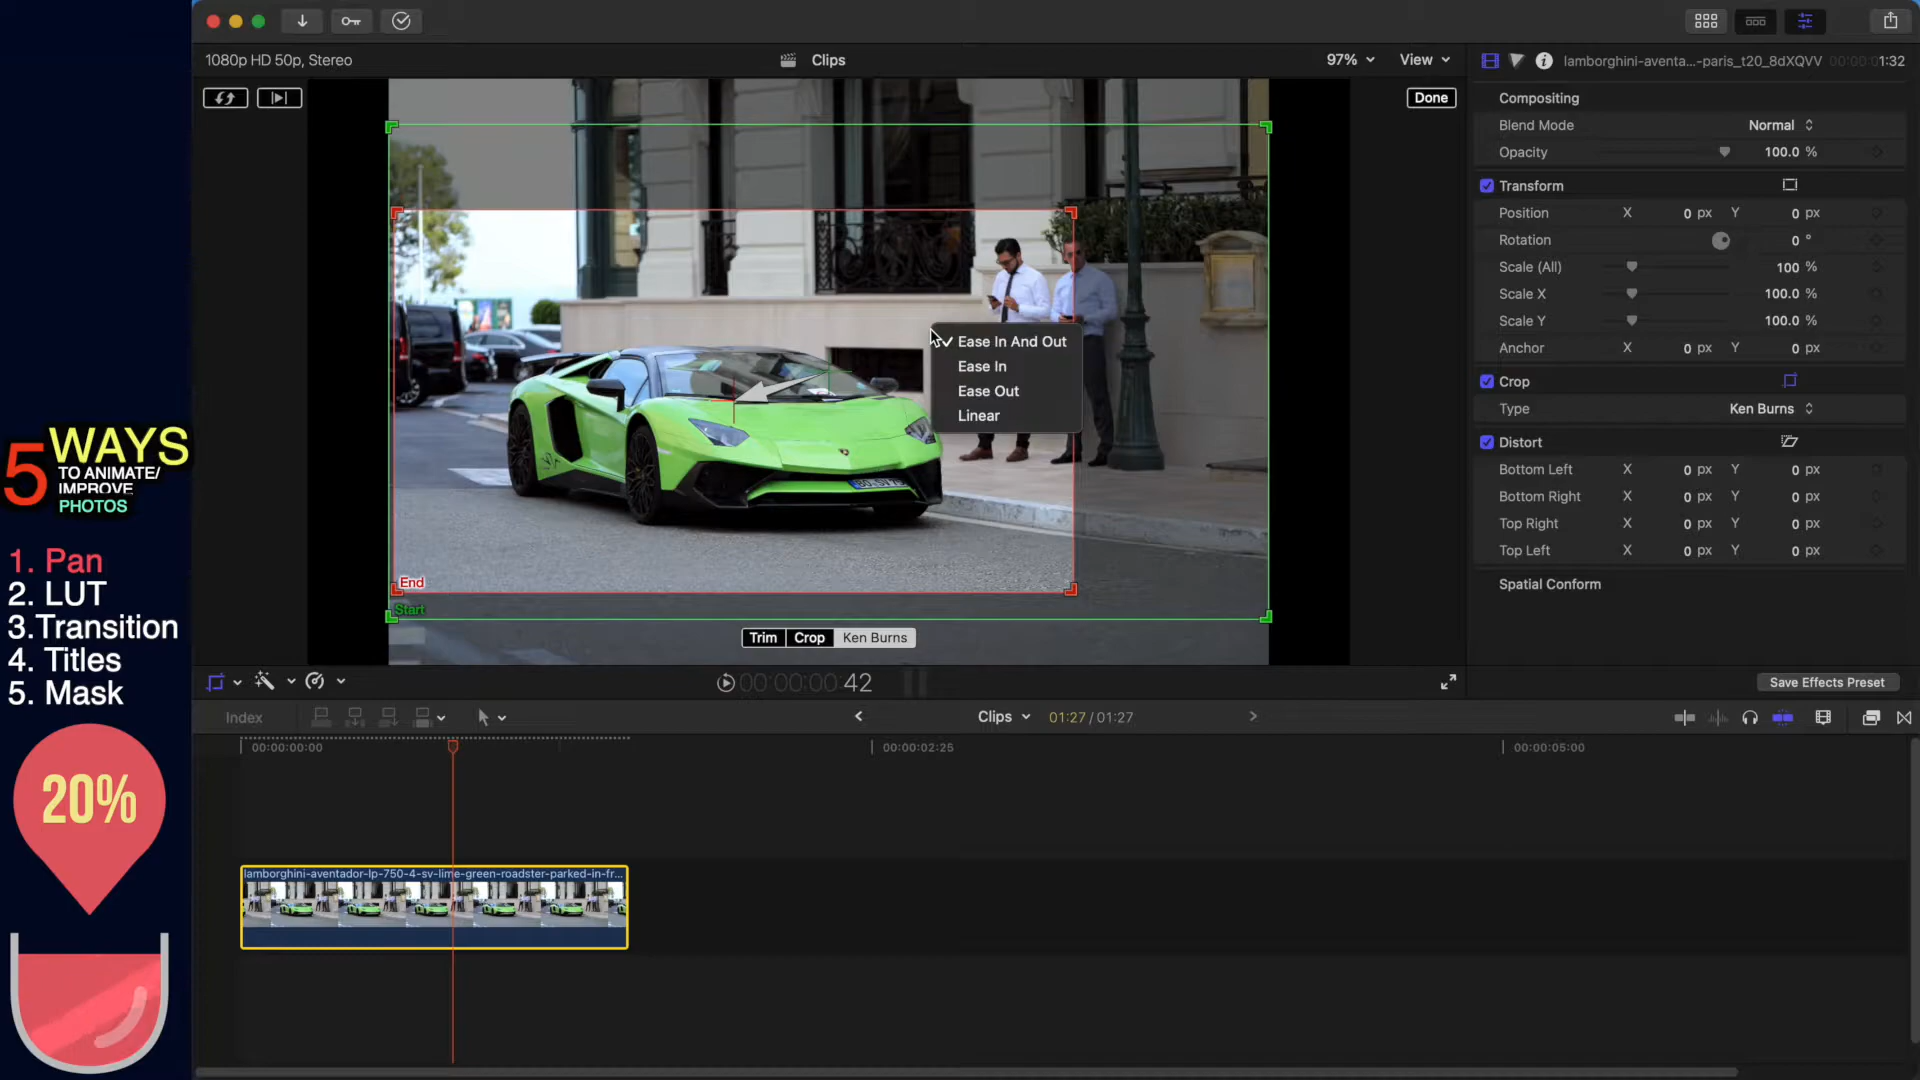 1080p HD 50p, Stereo
Clips
97%
View
lamborghini-aventa...-paris_t20_8dXQVV
00:00:01:32
Done
Compositing
Blend Mode
Normal
Opacity
100.0 %
Transform
Position
X
0 px
Y
0 px
Rotation
0 °
Scale (All)
100 %
Scale X
100.0 %
Scale Y
100.0 %
Anchor
X
0 px
Y
0 px
Crop
Type
Ken Burns
Distort
Bottom Left
X
0 px
Y
0 px
Bottom Right
X
0 px
Y
0 px
Top Right
X
0 px
Y
0 px
Top Left
X
0 px
Y
0 px
Spatial Conform
Save Effects Preset
Ease In And Out
Ease In
Ease Out
Linear
End
Start
Trim
Crop
Ken Burns
00:00:00:42
5 WAYS
TO ANIMATE/
IMPROVE
PHOTOS
1. Pan
2. LUT
3.Transition
4. Titles
5. Mask
20%
Index
Clips
01:27 / 01:27
00:00:00:00
00:00:02:25
00:00:05:00
lamborghini-aventador-lp-750-4-sv-lime-green-roadster-parked-in-fr...